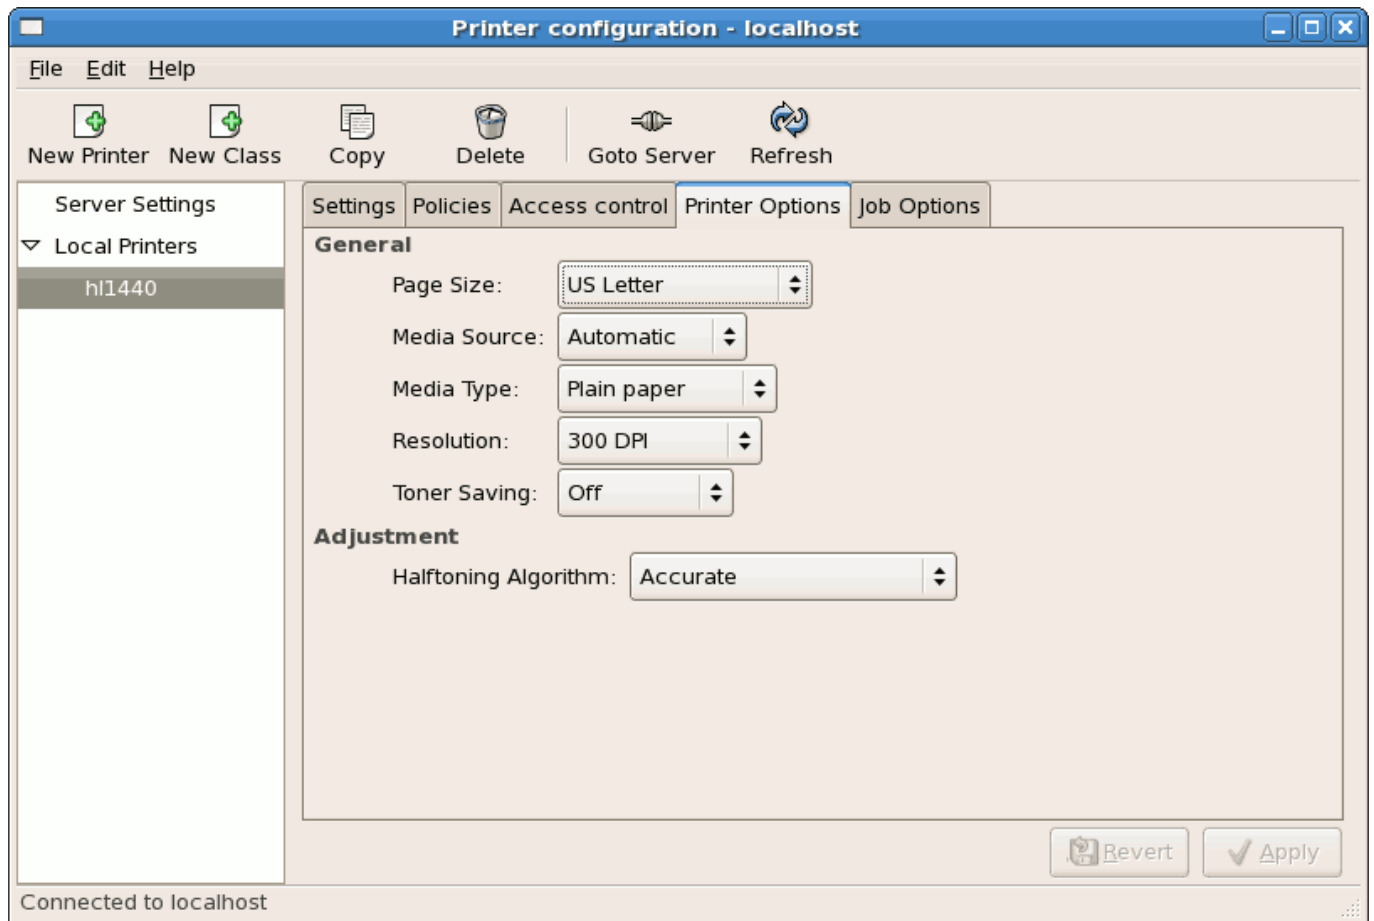 Printer configuration - localhost
File Edit Help
New Printer New Class Copy Delete Goto Server Refresh
Server Settings
Local Printers
hl1440
Settings Policies Access control Printer Options Job Options
General
Page Size: US Letter
Media Source: Automatic
Media Type: Plain paper
Resolution: 300 DPI
Toner Saving: Off
Adjustment
Halftoning Algorithm: Accurate
Revert Apply
Connected to localhost